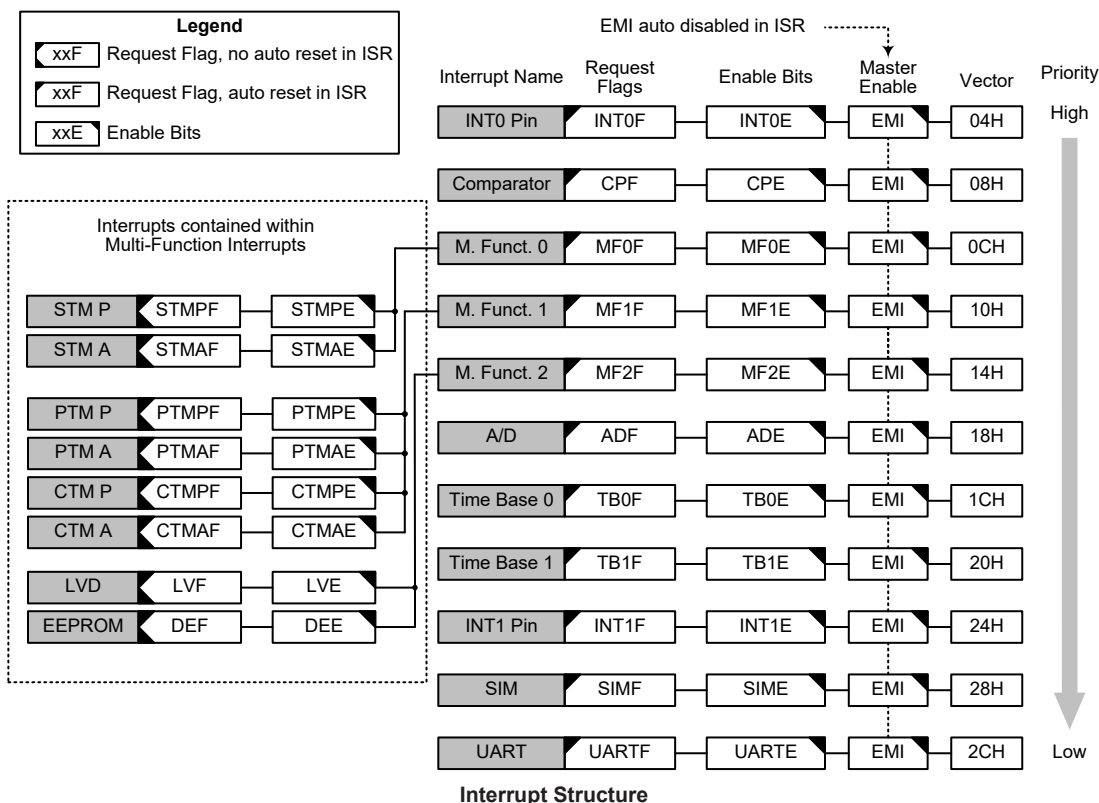 Legend
xxF Request Flag, no auto reset in ISR
xxF Request Flag, auto reset in ISR
xxE Enable Bits
EMI auto disabled in ISR
Interrupt Name Request Flags Enable Bits Master Enable Vector Priority
INT0 Pin INT0F INT0E EMI 04H High
Comparator CPF CPE EMI 08H
M. Funct. 0 MF0F MF0E EMI 0CH
M. Funct. 1 MF1F MF1E EMI 10H
M. Funct. 2 MF2F MF2E EMI 14H
A/D ADF ADE EMI 18H
Time Base 0 TB0F TB0E EMI 1CH
Time Base 1 TB1F TB1E EMI 20H
INT1 Pin INT1F INT1E EMI 24H
SIM SIMF SIME EMI 28H
UART UARTF UARTE EMI 2CH Low
Interrupts contained within
Multi-Function Interrupts
STM P STMPF STMPE
STM A STMAF STMAE
PTM P PTMPF PTMPE
PTM A PTMAF PTMAE
CTM P CTMPF CTMPE
CTM A CTMAF CTMAE
LVD LVF LVE
EEPROM DEF DEE
Interrupt Structure